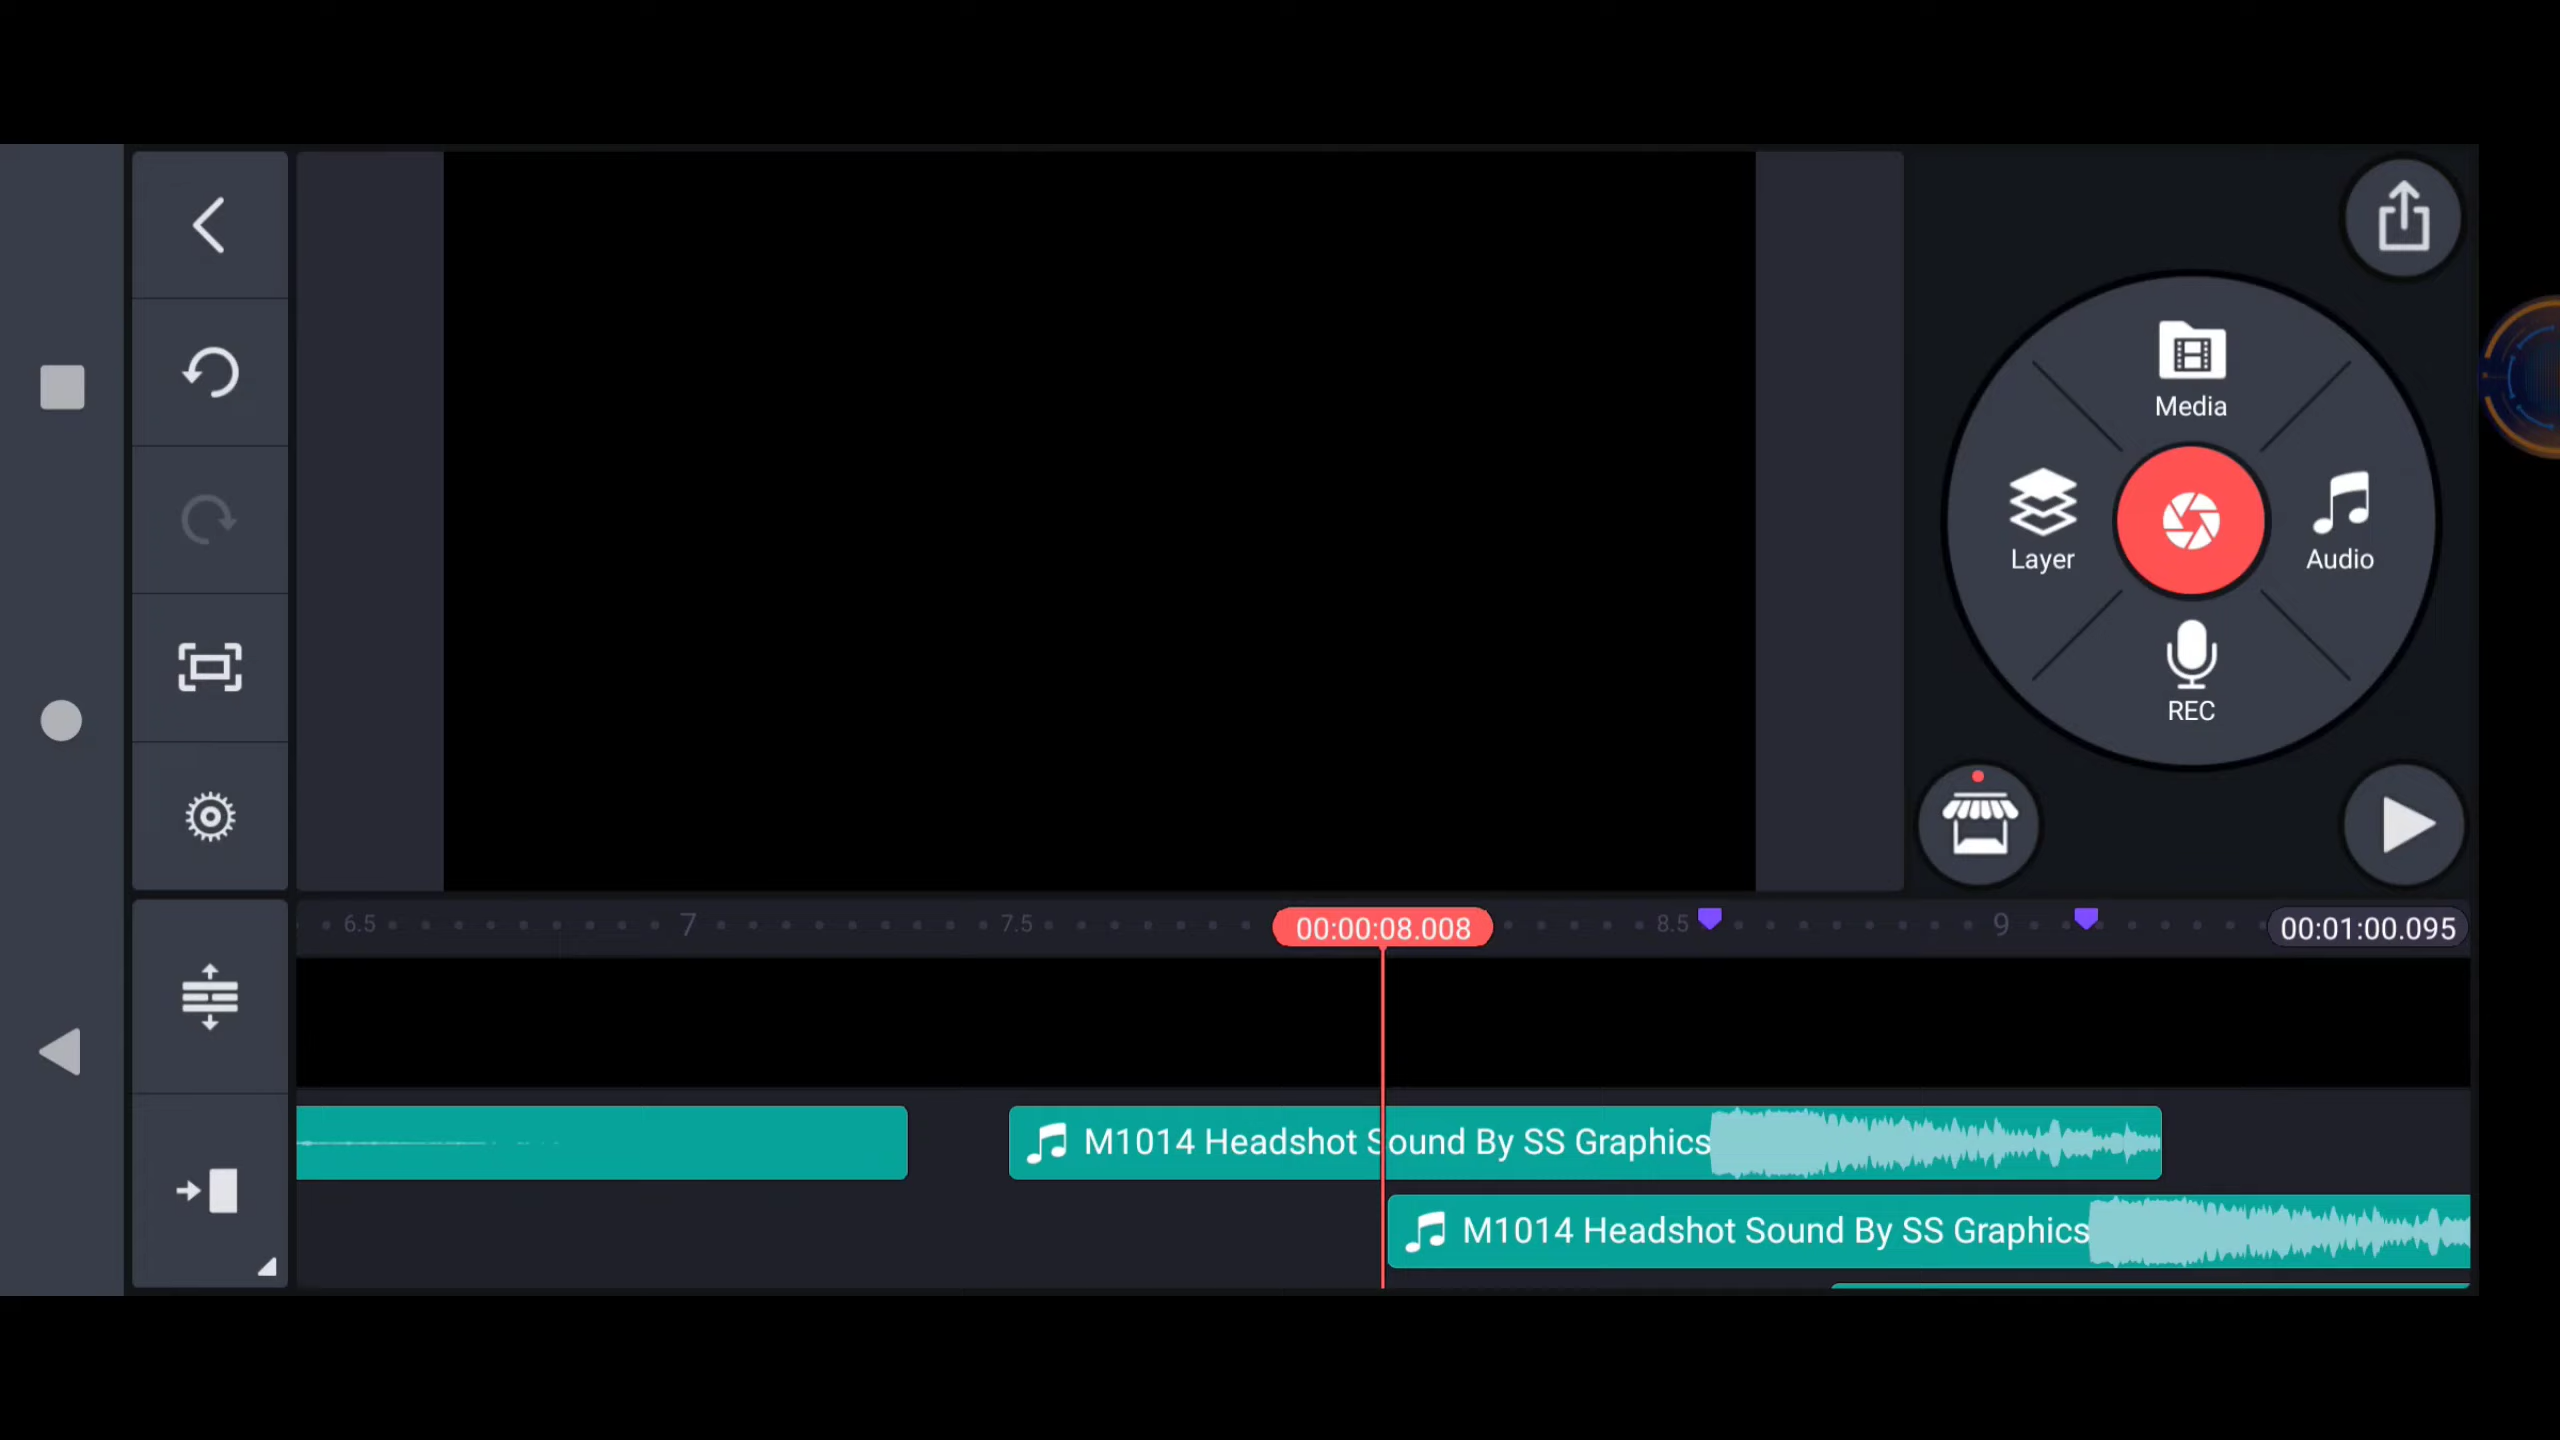 Media
Layer
Audio
REC
6.5
7
7.5
00:00:08.008
8.5
9
00:01:00.095
M1014 Headshot Sound By SS Graphics
M1014 Headshot Sound By SS Graphics